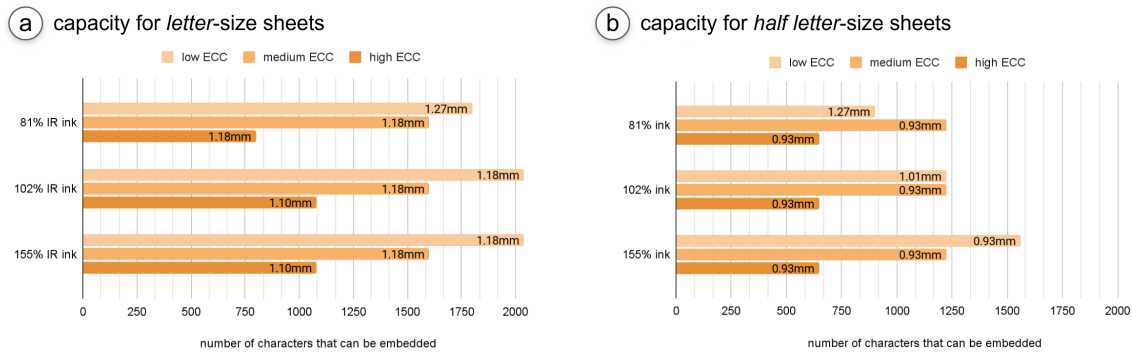 a capacity for letter-size sheets
low ECC medium ECC high ECC
81% IR ink
1.27mm
1.18mm
1.18mm
102% IR ink
1.18mm
1.18mm
1.10mm
155% IR ink
1.18mm
1.18mm
1.10mm
0 250 500 750 1000 1250 1500 1750 2000
number of characters that can be embedded
b capacity for half letter-size sheets
low ECC medium ECC high ECC
81% ink
1.27mm
0.93mm
0.93mm
102% ink
1.01mm
0.93mm
0.93mm
155% ink
0.93mm
0.93mm
0.93mm
0 250 500 750 1000 1250 1500 1750 2000
number of characters that can be embedded